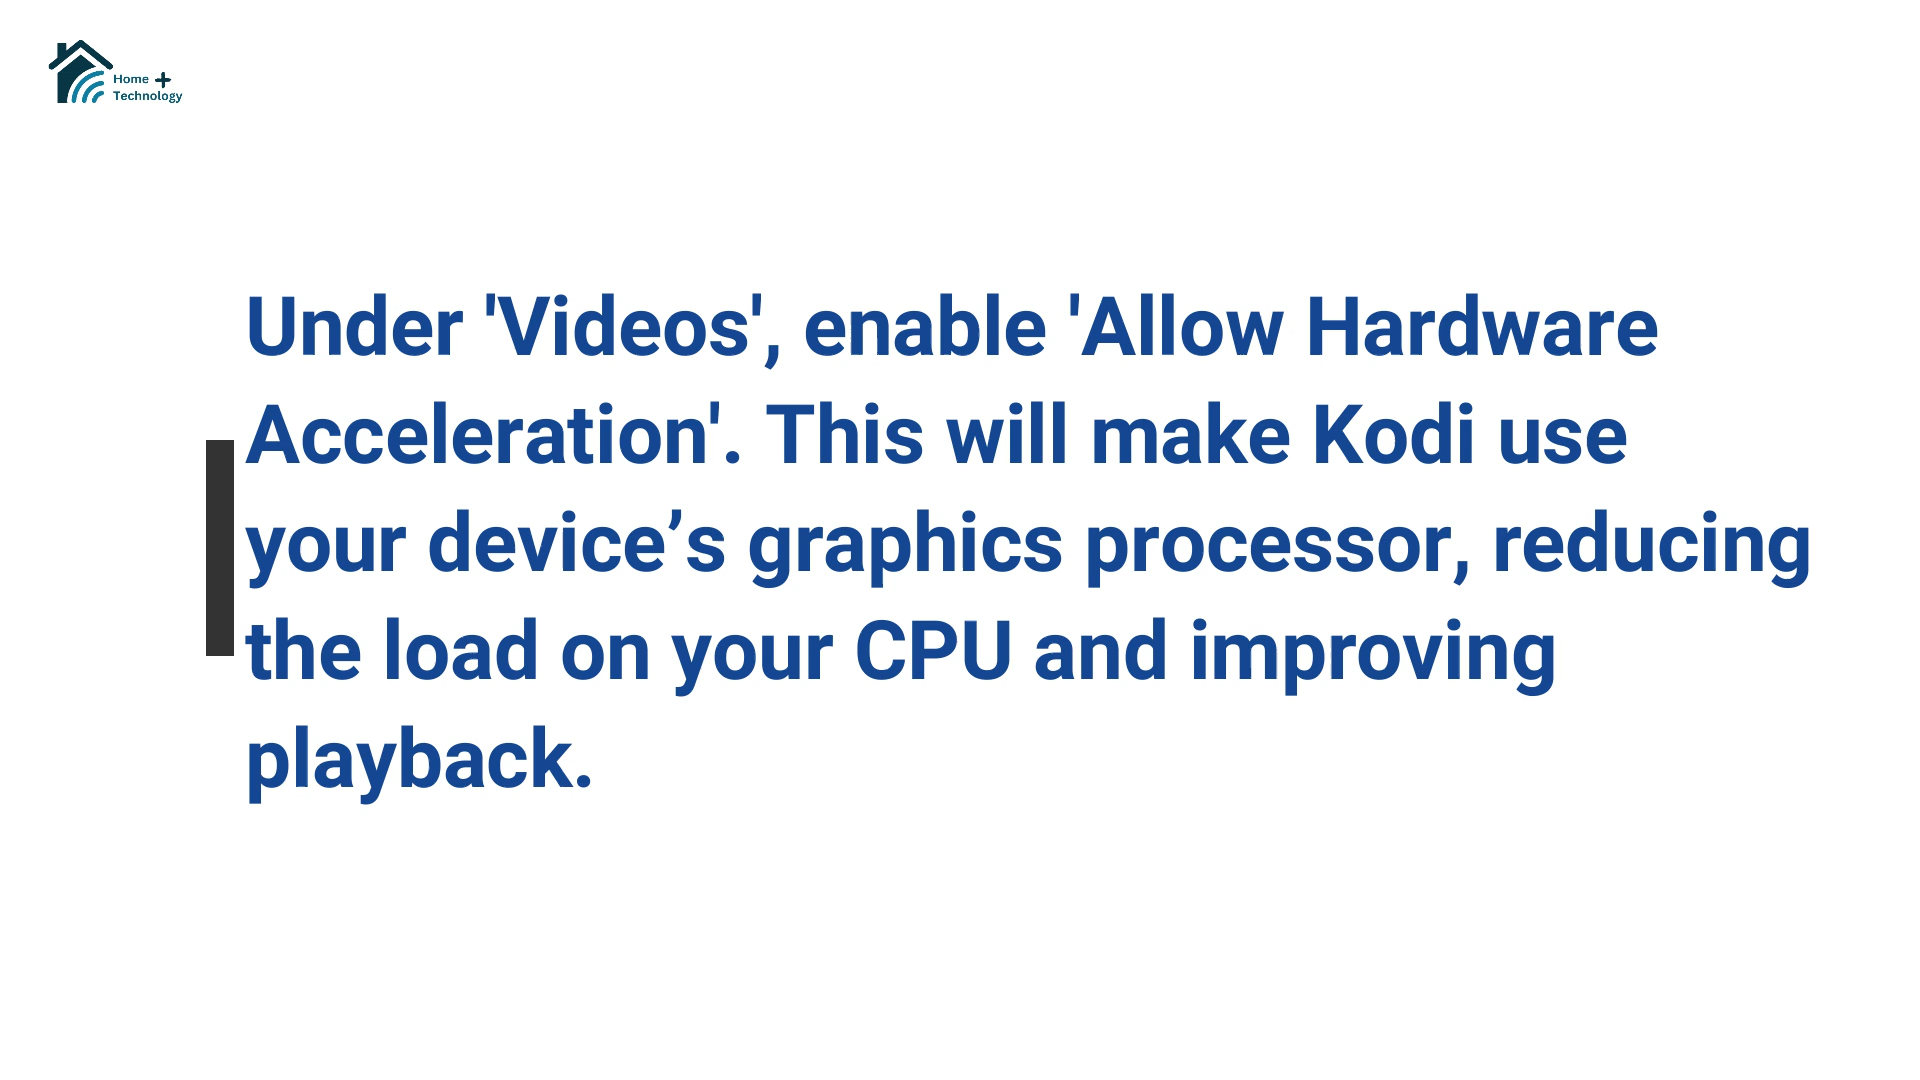 Home +
Technology
Under 'Videos', enable 'Allow Hardware
Acceleration'. This will make Kodi use
your device’s graphics processor, reducing
the load on your CPU and improving
playback.